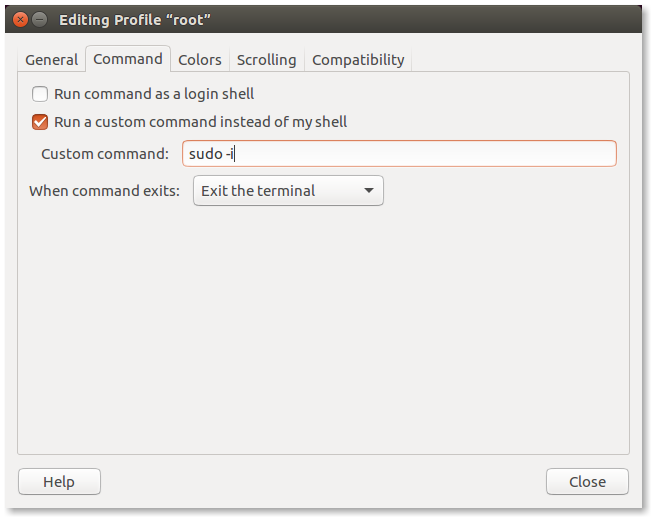 Editing Profile “root”
General Command Colors Scrolling Compatibility
Run command as a login shell
Run a custom command instead of my shell
Custom command: sudo -i
When command exits: Exit the terminal
Help Close